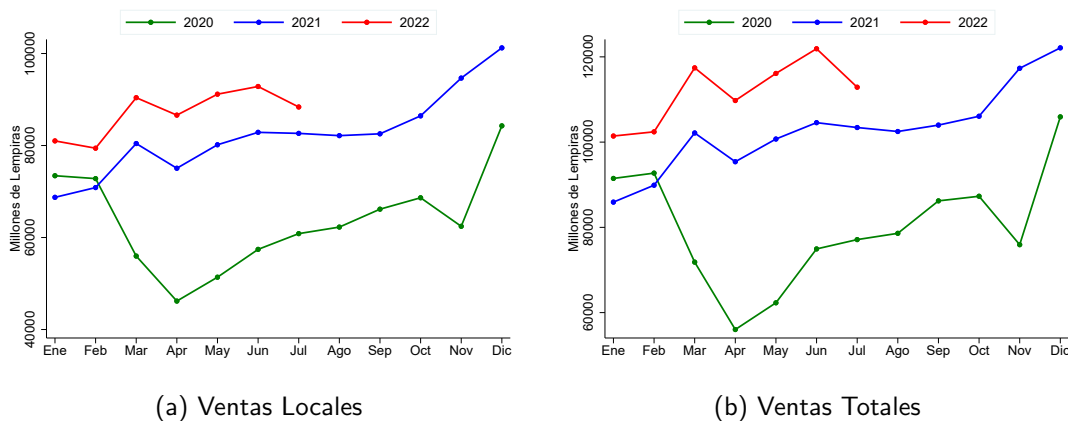 2020 2021 2022
Millones de Lempiras
100000
80000
60000
40000
Ene Feb Mar Apr May Jun Jul Ago Sep Oct Nov Dic
(a) Ventas Locales
2020 2021 2022
Millones de Lempiras
120000
100000
80000
60000
Ene Feb Mar Apr May Jun Jul Ago Sep Oct Nov Dic
(b) Ventas Totales